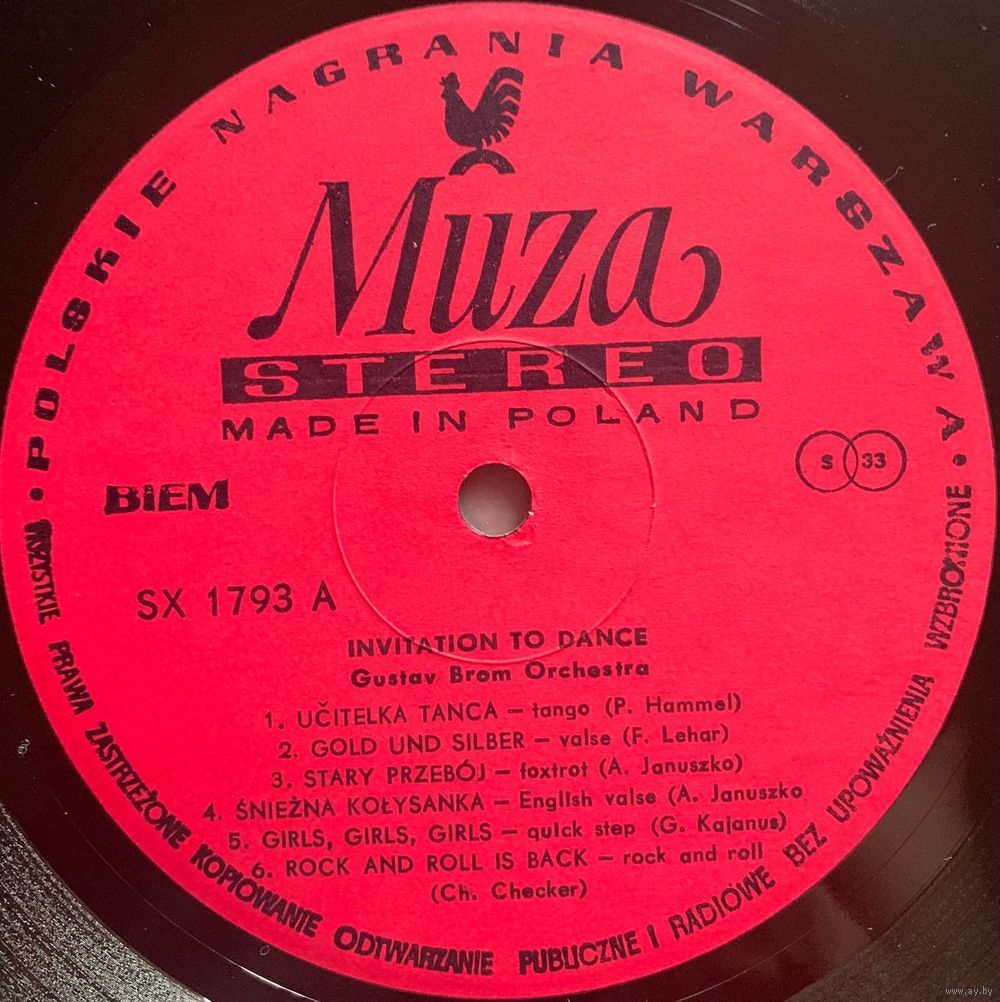 • POLSKIE NAGRANIA WARSZAWA •
Muza
STEREO
MADE IN POLAND
BIEM
S 33
SX 1793 A
INVITATION TO DANCE
Gustav Brom Orchestra
1. UČITELKA TANCA – tango (P. Hammel)
2. GOLD UND SILBER – valse (F. Lehar)
3. STARY PRZEBÓJ – foxtrot (A. Januszko)
4. ŚNIEŻNA KOŁYSANKA – English valse (A. Januszko
5. GIRLS, GIRLS, GIRLS – quick step (G. Kajanus)
6. ROCK AND ROLL IS BACK – rock and roll
(Ch. Checker)
WSZYSTKIE PRAWA ZASTRZEŻONE KOPIOWANIE ODTWARZANIE PUBLICZNE I RADIOWE BEZ UPOWAŻNIENIA WZBRONIONE
www.ay.by